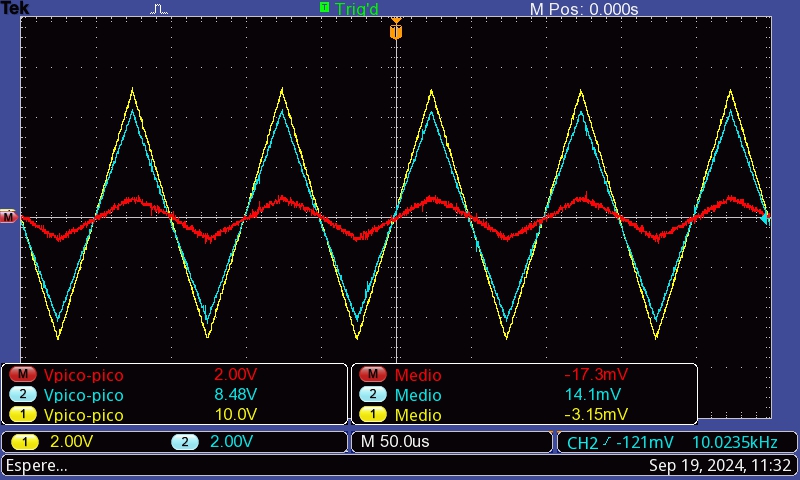 Tek T Trig'd M Pos: 0.000s
T
M
M Vpico-pico 2.00V M Medio -17.3mV
2 Vpico-pico 8.48V 2 Medio 14.1mV
1 Vpico-pico 10.0V 1 Medio -3.15mV
1 2.00V 2 2.00V M 50.0us CH2 -121mV 10.0235kHz
Espere... Sep 19, 2024, 11:32